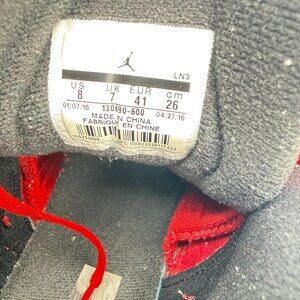 LN3
US UK EUR cm
8 7 41 26
01/07/16 130690-600 04/27/16
MADE IN CHINA
FABRIQUÉ EN CHINE